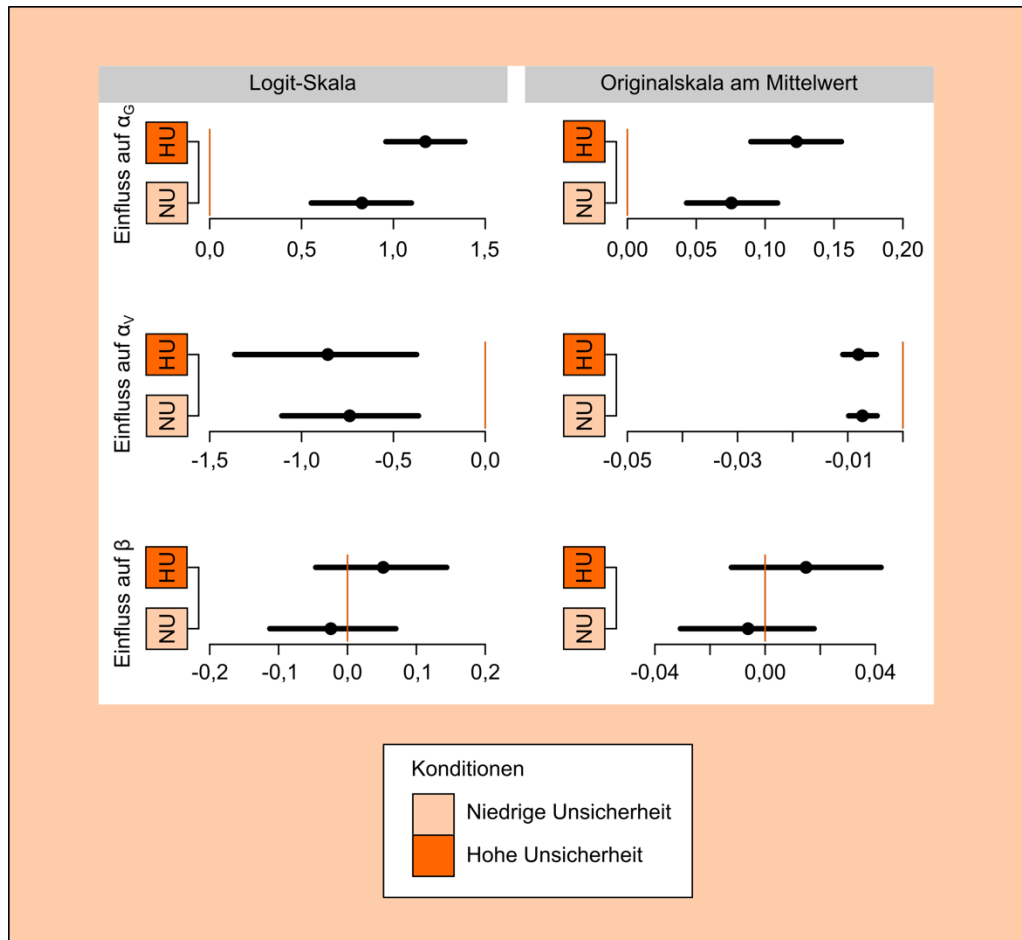 Logit-Skala
Originalskala am Mittelwert
Einfluss auf αG
HU
NU
0,0 0,5 1,0 1,5
HU
NU
0,00 0,05 0,10 0,15 0,20
Einfluss auf αV
HU
NU
-1,5 -1,0 -0,5 0,0
HU
NU
-0,05 -0,03 -0,01
Einfluss auf β
HU
NU
-0,2 -0,1 0,0 0,1 0,2
HU
NU
-0,04 0,00 0,04
Konditionen
Niedrige Unsicherheit
Hohe Unsicherheit